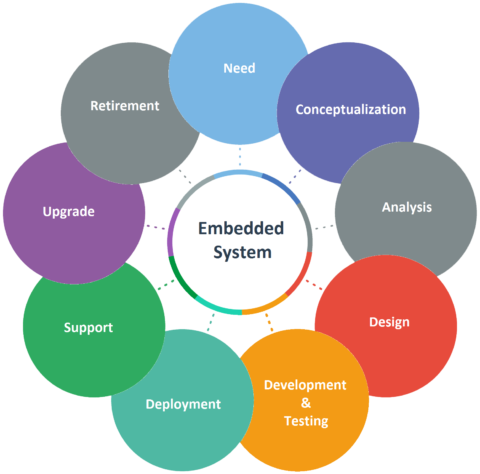 Need
Conceptualization
Analysis
Design
Development
&
Testing
Deployment
Support
Upgrade
Retirement
Embedded
System